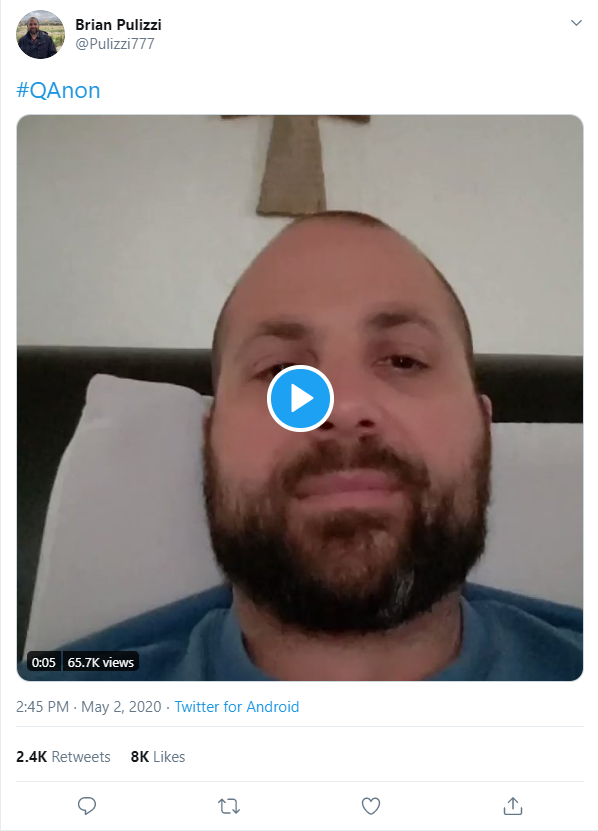 Brian Pulizzi
@Pulizzi777
#QAnon
0:05 65.7K views
2:45 PM · May 2, 2020 · Twitter for Android
2.4K Retweets 8K Likes